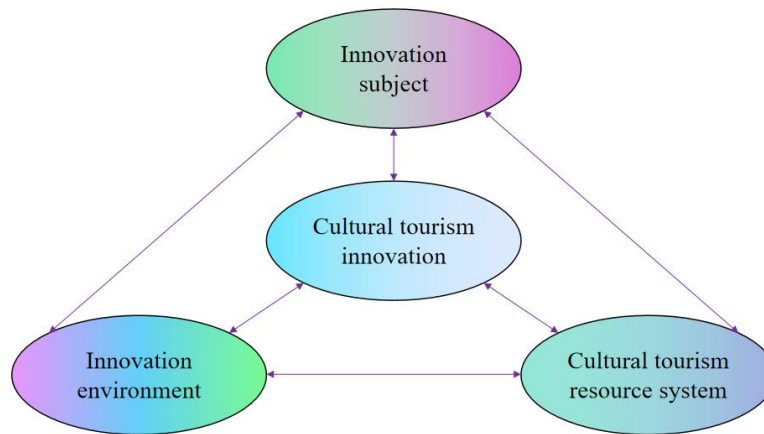 Innovation
subject
Cultural tourism
innovation
Innovation
environment
Cultural tourism
resource system